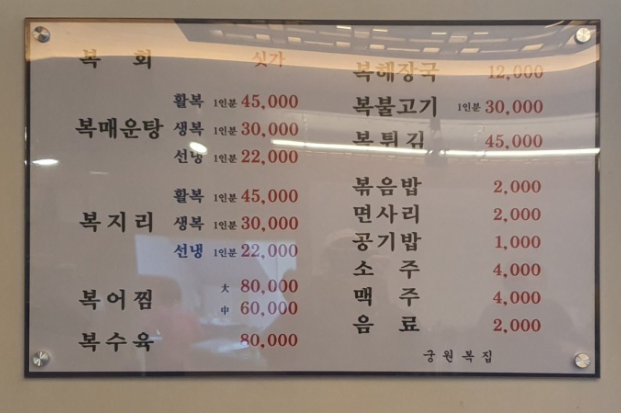 복 회 싯가
활복 1인분 45,000
복매운탕 생복 1인분 30,000
선냉 1인분 22,000
활복 1인분 45,000
복지리 생복 1인분 30,000
선냉 1인분 22,000
大 80,000
복어찜
中 60,000
복수육 80,000
복해장국 12,000
복불고기 1인분 30,000
복튀김 45,000
볶음밥 2,000
면사리 2,000
공기밥 1,000
소 주 4,000
맥 주 4,000
음 료 2,000
궁원복집